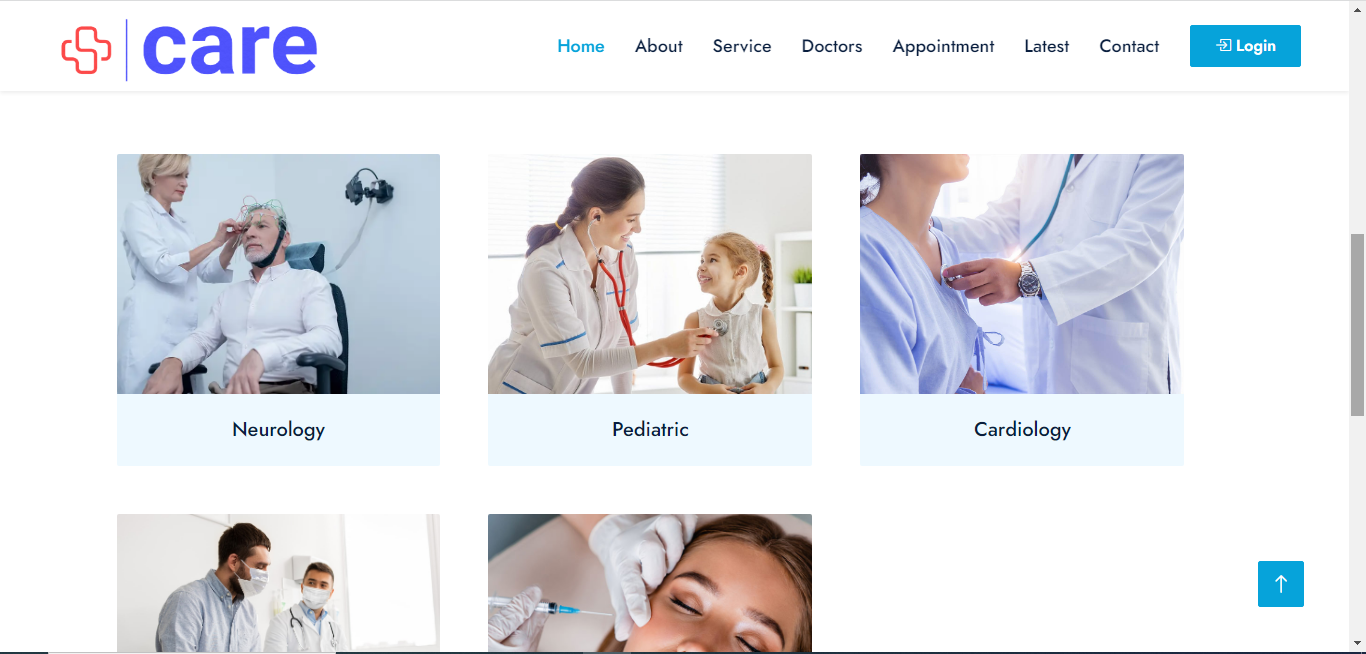 care
Home About Service Doctors Appointment Latest Contact Login
Neurology Pediatric Cardiology